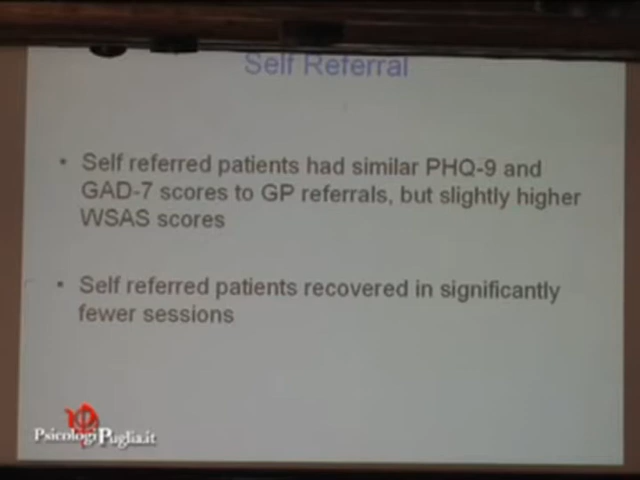 Self Referral
• Self referred patients had similar PHQ-9 and
GAD-7 scores to GP referrals, but slightly higher
WSAS scores
• Self referred patients recovered in significantly
fewer sessions
PsicologiPuglia.it